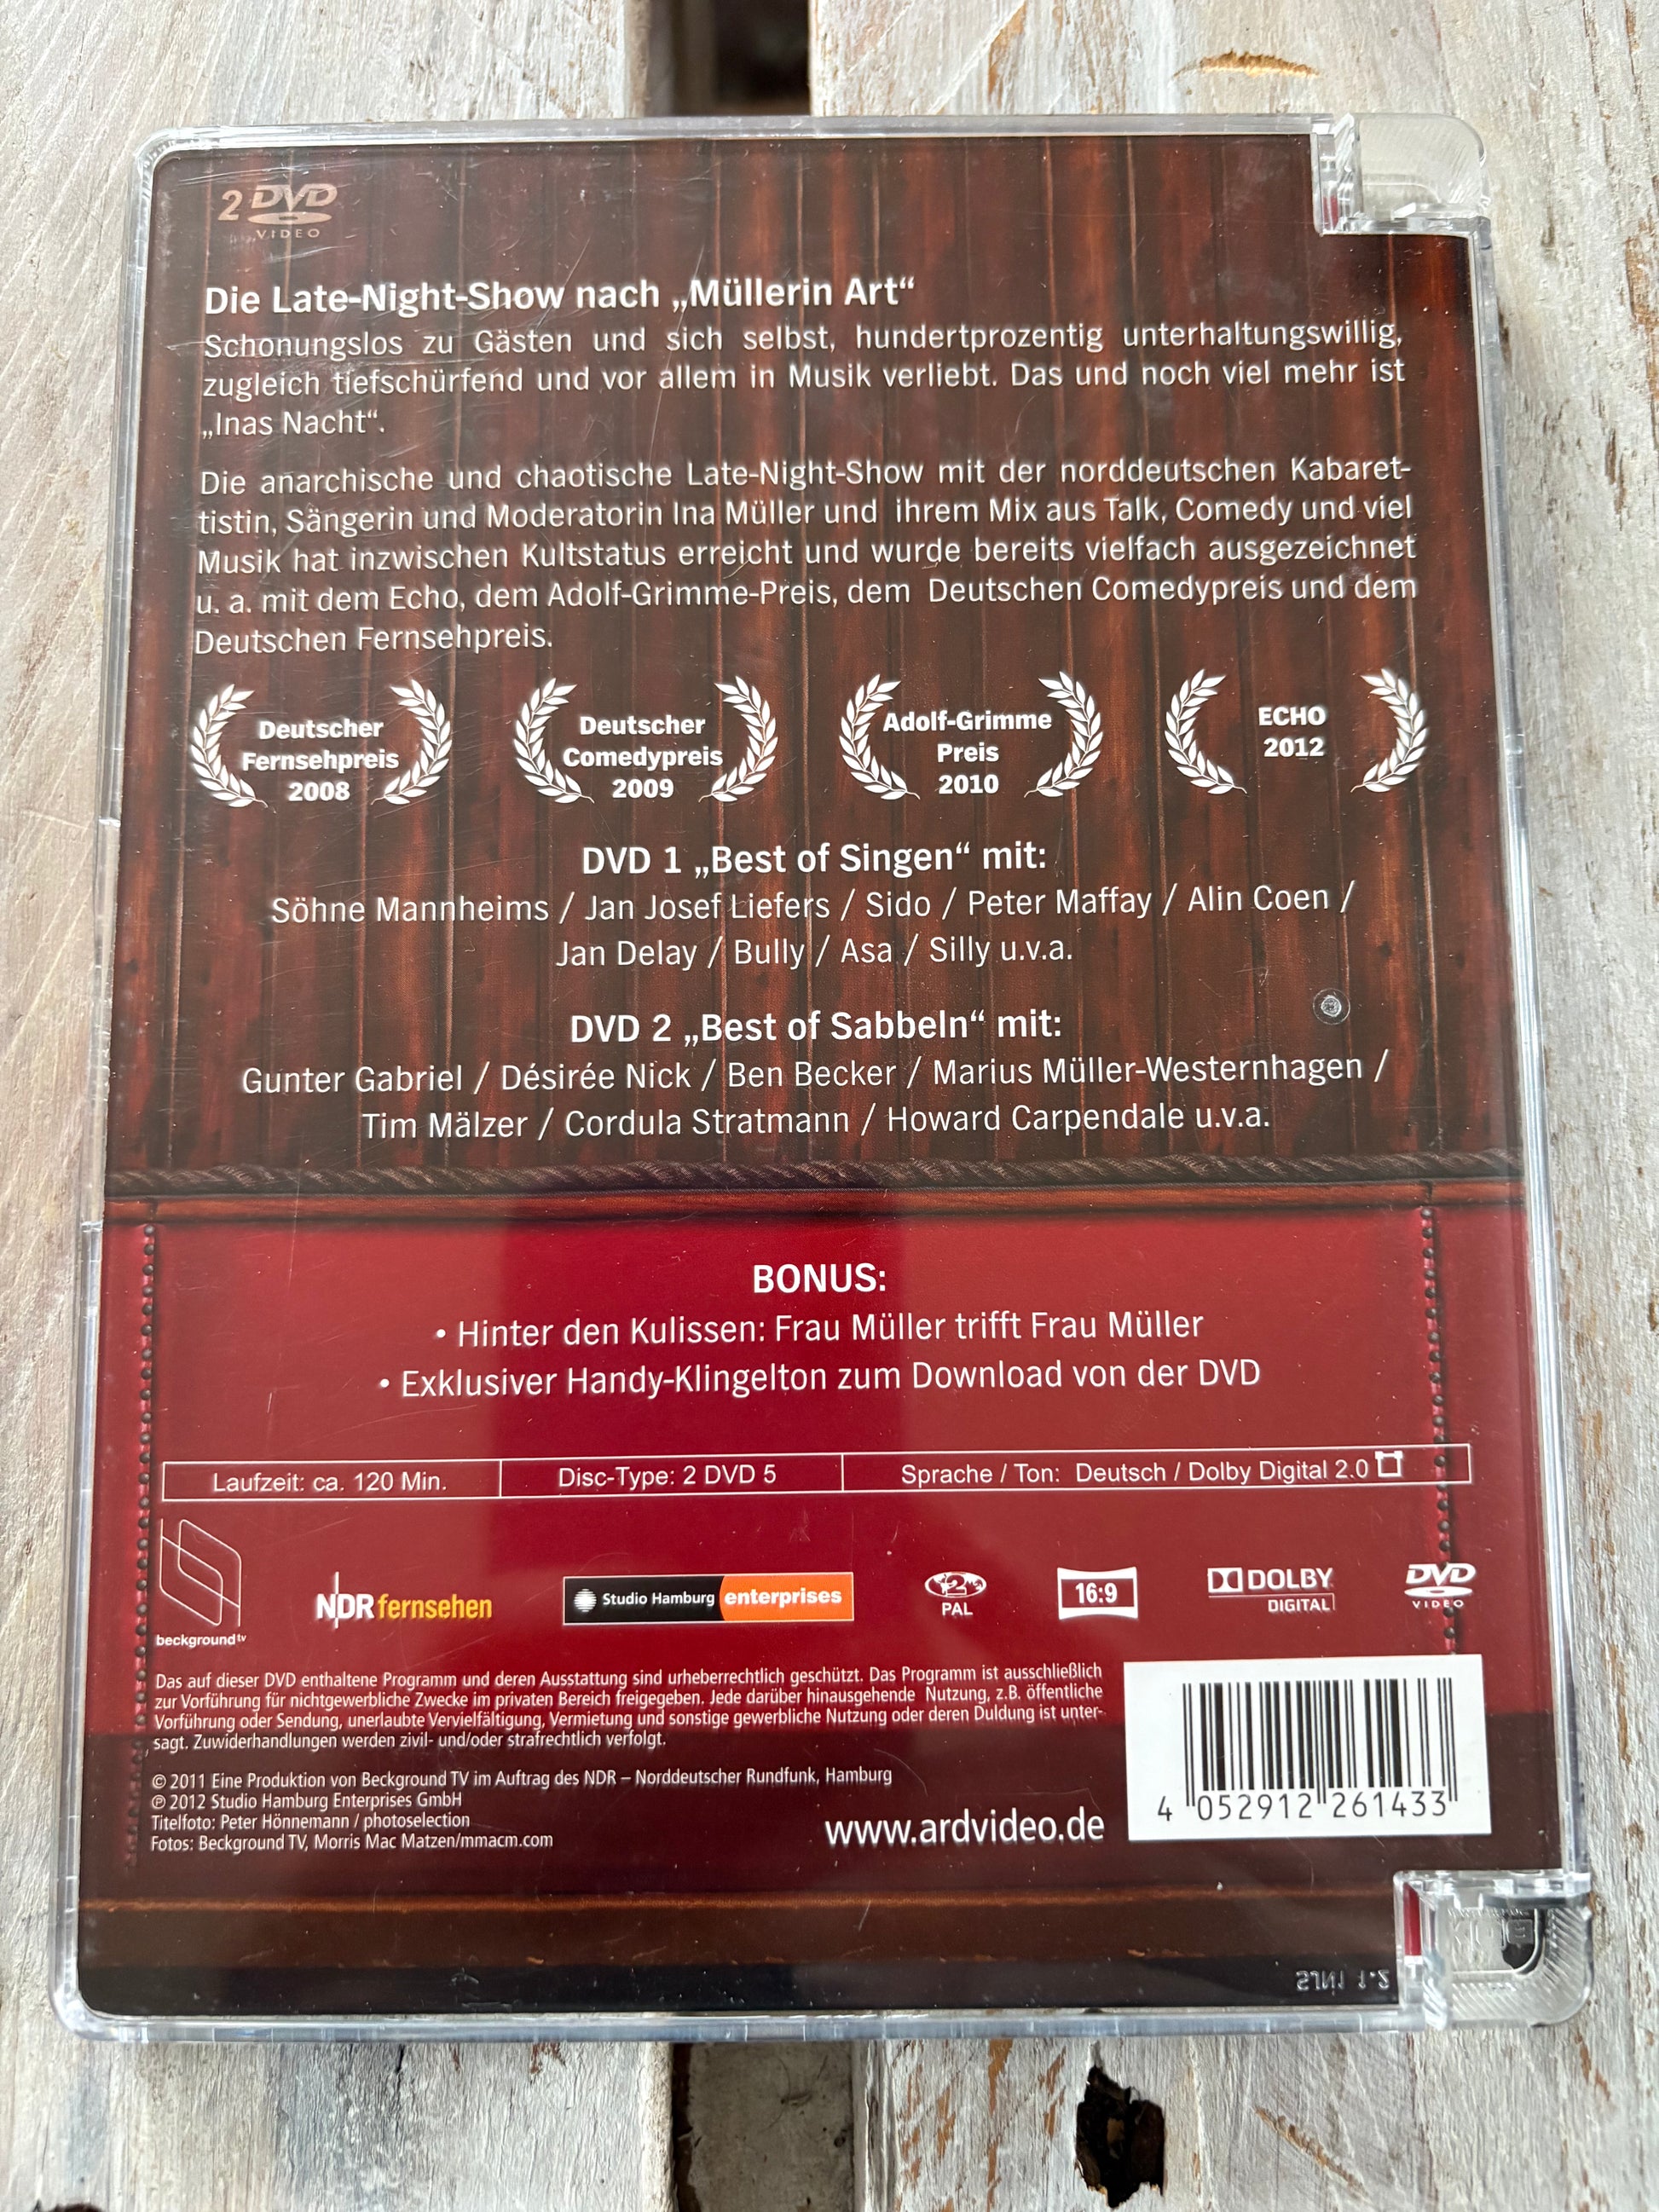 2 DVD
VIDEO
Die Late-Night-Show nach „Müllerin Art“
Schonungslos zu Gästen und sich selbst, hundertprozentig unterhaltungswillig,
zugleich tiefschürfend und vor allem in Musik verliebt. Das und noch viel mehr ist
„Inas Nacht“.
Die anarchische und chaotische Late-Night-Show mit der norddeutschen Kabaret-
tistin, Sängerin und Moderatorin Ina Müller und ihrem Mix aus Talk, Comedy und viel
Musik hat inzwischen Kultstatus erreicht und wurde bereits vielfach ausgezeichnet
u. a. mit dem Echo, dem Adolf-Grimme-Preis, dem Deutschen Comedypreis und dem
Deutschen Fernsehpreis.
Deutscher
Fernsehpreis
2008
Deutscher
Comedypreis
2009
Adolf-Grimme
Preis
2010
ECHO
2012
DVD 1 „Best of Singen“ mit:
Söhne Mannheims / Jan Josef Liefers / Sido / Peter Maffay / Alin Coen /
Jan Delay / Bully / Asa / Silly u.v.a.
DVD 2 „Best of Sabbeln“ mit:
Gunter Gabriel / Désirée Nick / Ben Becker / Marius Müller-Westernhagen /
Tim Mälzer / Cordula Stratmann / Howard Carpendale u.v.a.
BONUS:
• Hinter den Kulissen: Frau Müller trifft Frau Müller
• Exklusiver Handy-Klingelton zum Download von der DVD
Laufzeit: ca. 120 Min. Disc-Type: 2 DVD 5 Sprache / Ton: Deutsch / Dolby Digital 2.0
beckground tv
NDR fernsehen
Studio Hamburg enterprises
2
PAL
16:9
DOLBY
DIGITAL
DVD
VIDEO
Das auf dieser DVD enthaltene Programm und deren Ausstattung sind urheberrechtlich geschützt. Das Programm ist ausschließlich
zur Vorführung für nichtgewerbliche Zwecke im privaten Bereich freigegeben. Jede darüber hinausgehende Nutzung, z.B. öffentliche
Vorführung oder Sendung, unerlaubte Vervielfältigung, Vermietung und sonstige gewerbliche Nutzung oder deren Duldung ist unter-
sagt. Zuwiderhandlungen werden zivil- und/oder strafrechtlich verfolgt.
© 2011 Eine Produktion von Beckground TV im Auftrag des NDR – Norddeutscher Rundfunk, Hamburg
℗ 2012 Studio Hamburg Enterprises GmbH
Titelfoto: Peter Hönnemann / photoselection
Fotos: Beckground TV, Morris Mac Matzen/mmacm.com
www.ardvideo.de
4 052912 261433